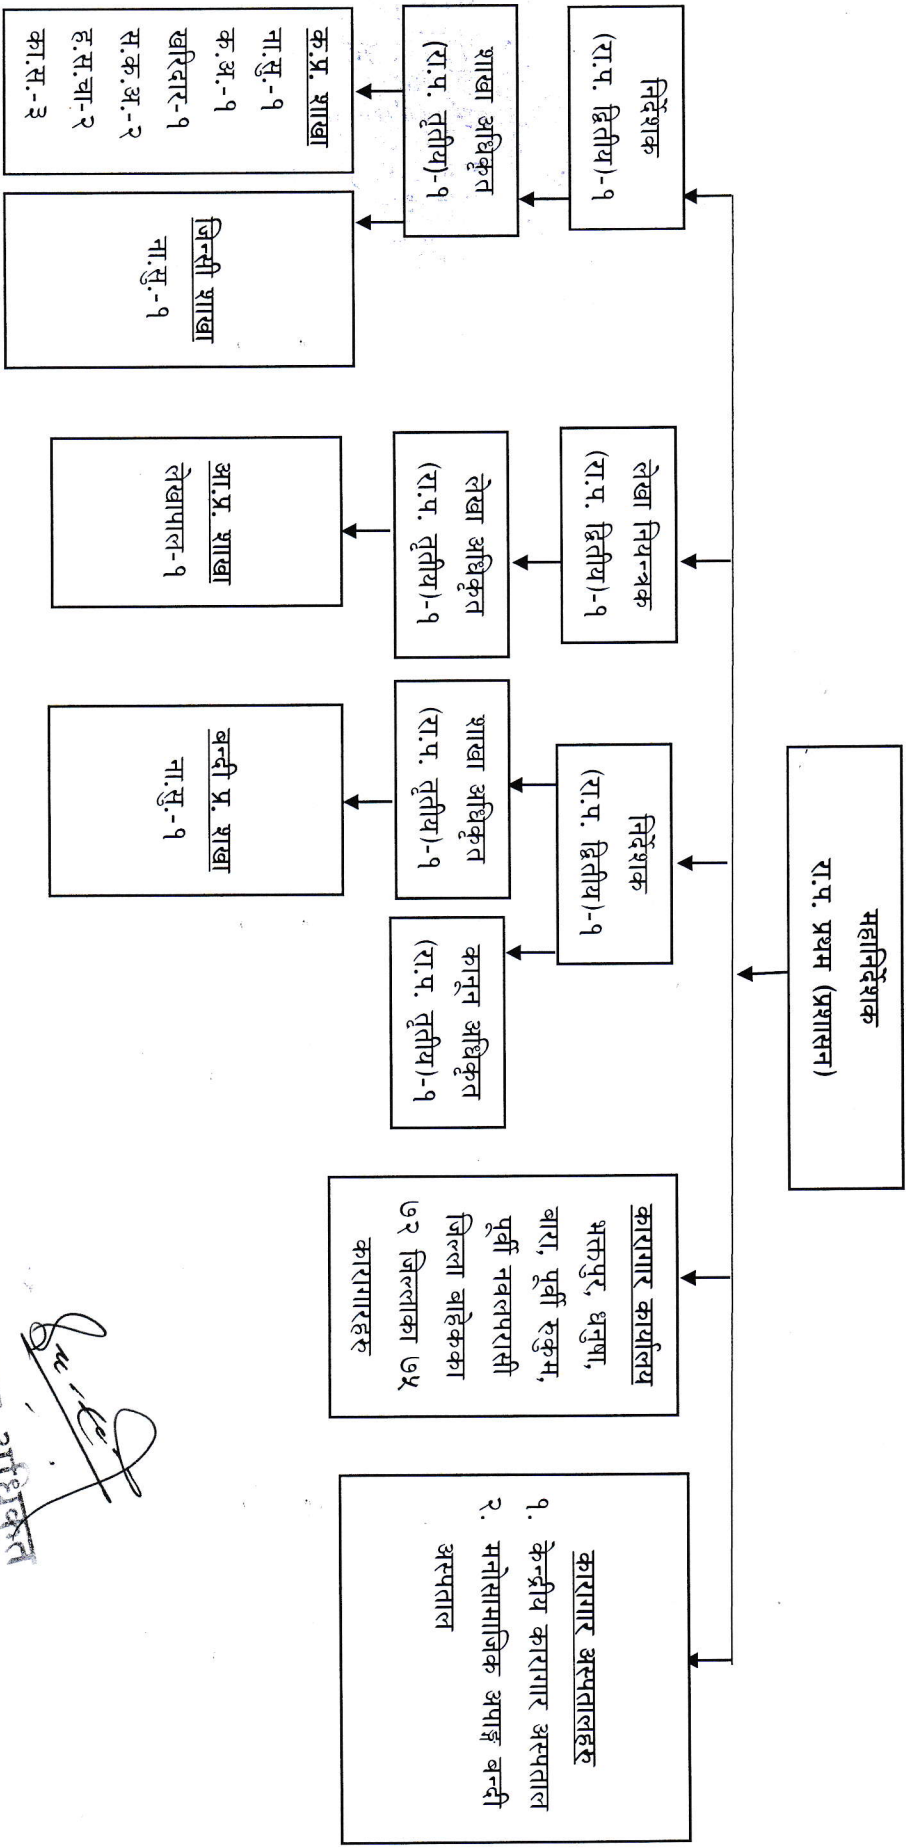 महानिर्देशक
रा.प. प्रथम (प्रशासन)
निर्देशक
(रा.प. द्वितीय)-१
शाखा अधिकृत
(रा.प. तृतीय)-१
क.प्र. शाखा
ना.सु.-१
क.अ.-१
खरिदार-१
स.क.अ.-२
ह.स.चा-२
का.स.-३
जिन्सी शाखा
ना.सु.-१
लेखा नियन्त्रक
(रा.प. द्वितीय)-१
लेखा अधिकृत
(रा.प. तृतीय)-१
आ.प्र. शाखा
लेखापाल-१
निर्देशक
(रा.प. द्वितीय)-१
शाखा अधिकृत
(रा.प. तृतीय)-१
बन्दी प्र. शखा
ना.सु.-१
कानून अधिकृत
(रा.प. तृतीय)-१
कारागार कार्यालय
भक्तपुर, धनुषा,
बारा, पूर्वी रुकुम,
पूर्वी नवलपरासी
जिल्ला बाहेकका
७२ जिल्लाका ७५
कारागारहरु
कारागार अस्पतालहरु
१. केन्द्रीय कारागार अस्पताल
२. मनोसामाजिक अपाङ्ग बन्दी
अस्पताल
अधिकृत